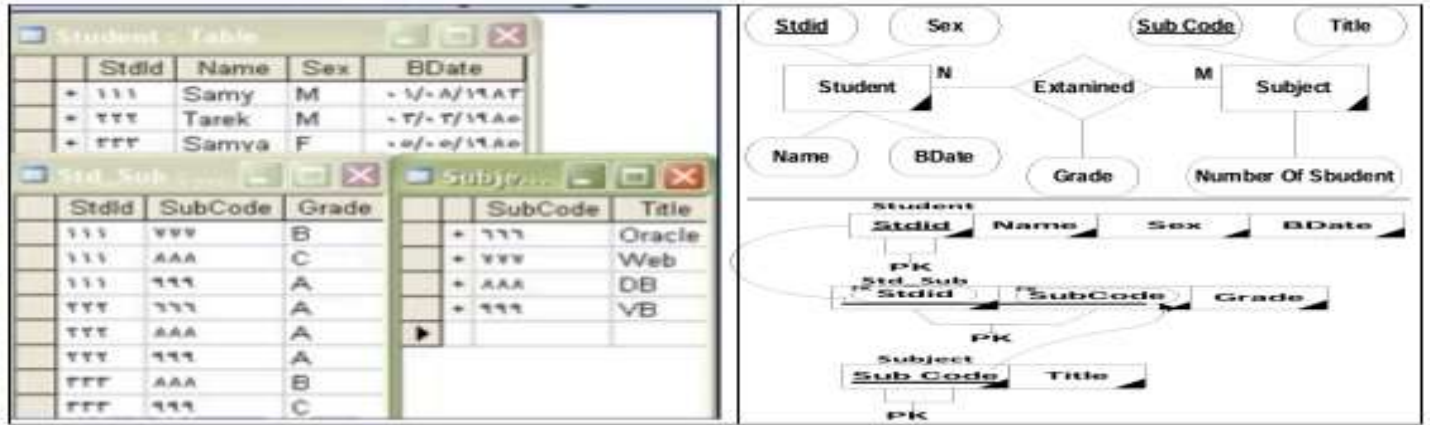 Student : Table
StdId Name Sex BDate
+ ١١١ Samy M ٠١/٠٨/١٩٨٣
+ ٢٢٢ Tarek M ٠٣/٠٣/١٩٨٥
+ ٣٣٣ Samya F ٠٥/٠٥/١٩٨٥
Std_Sub : ...
StdId SubCode Grade
١١١ ٧٧٧ B
١١١ ٨٨٨ C
١١١ ٩٩٩ A
٢٢٢ ٦٦٦ A
٢٢٢ ٨٨٨ A
٢٢٢ ٩٩٩ A
٣٣٣ ٨٨٨ B
٣٣٣ ٩٩٩ C
Subje...
SubCode Title
+ ٦٦٦ Oracle
+ ٧٧٧ Web
+ ٨٨٨ DB
+ ٩٩٩ VB
Stdid Sex Sub Code Title
Student N Extanined M Subject
Name BDate Grade Number Of Sbudent
Student
Stdid Name Sex BDate
PK
Std_Sub
Stdid SubCode Grade
PK
Subject
Sub Code Title
PK